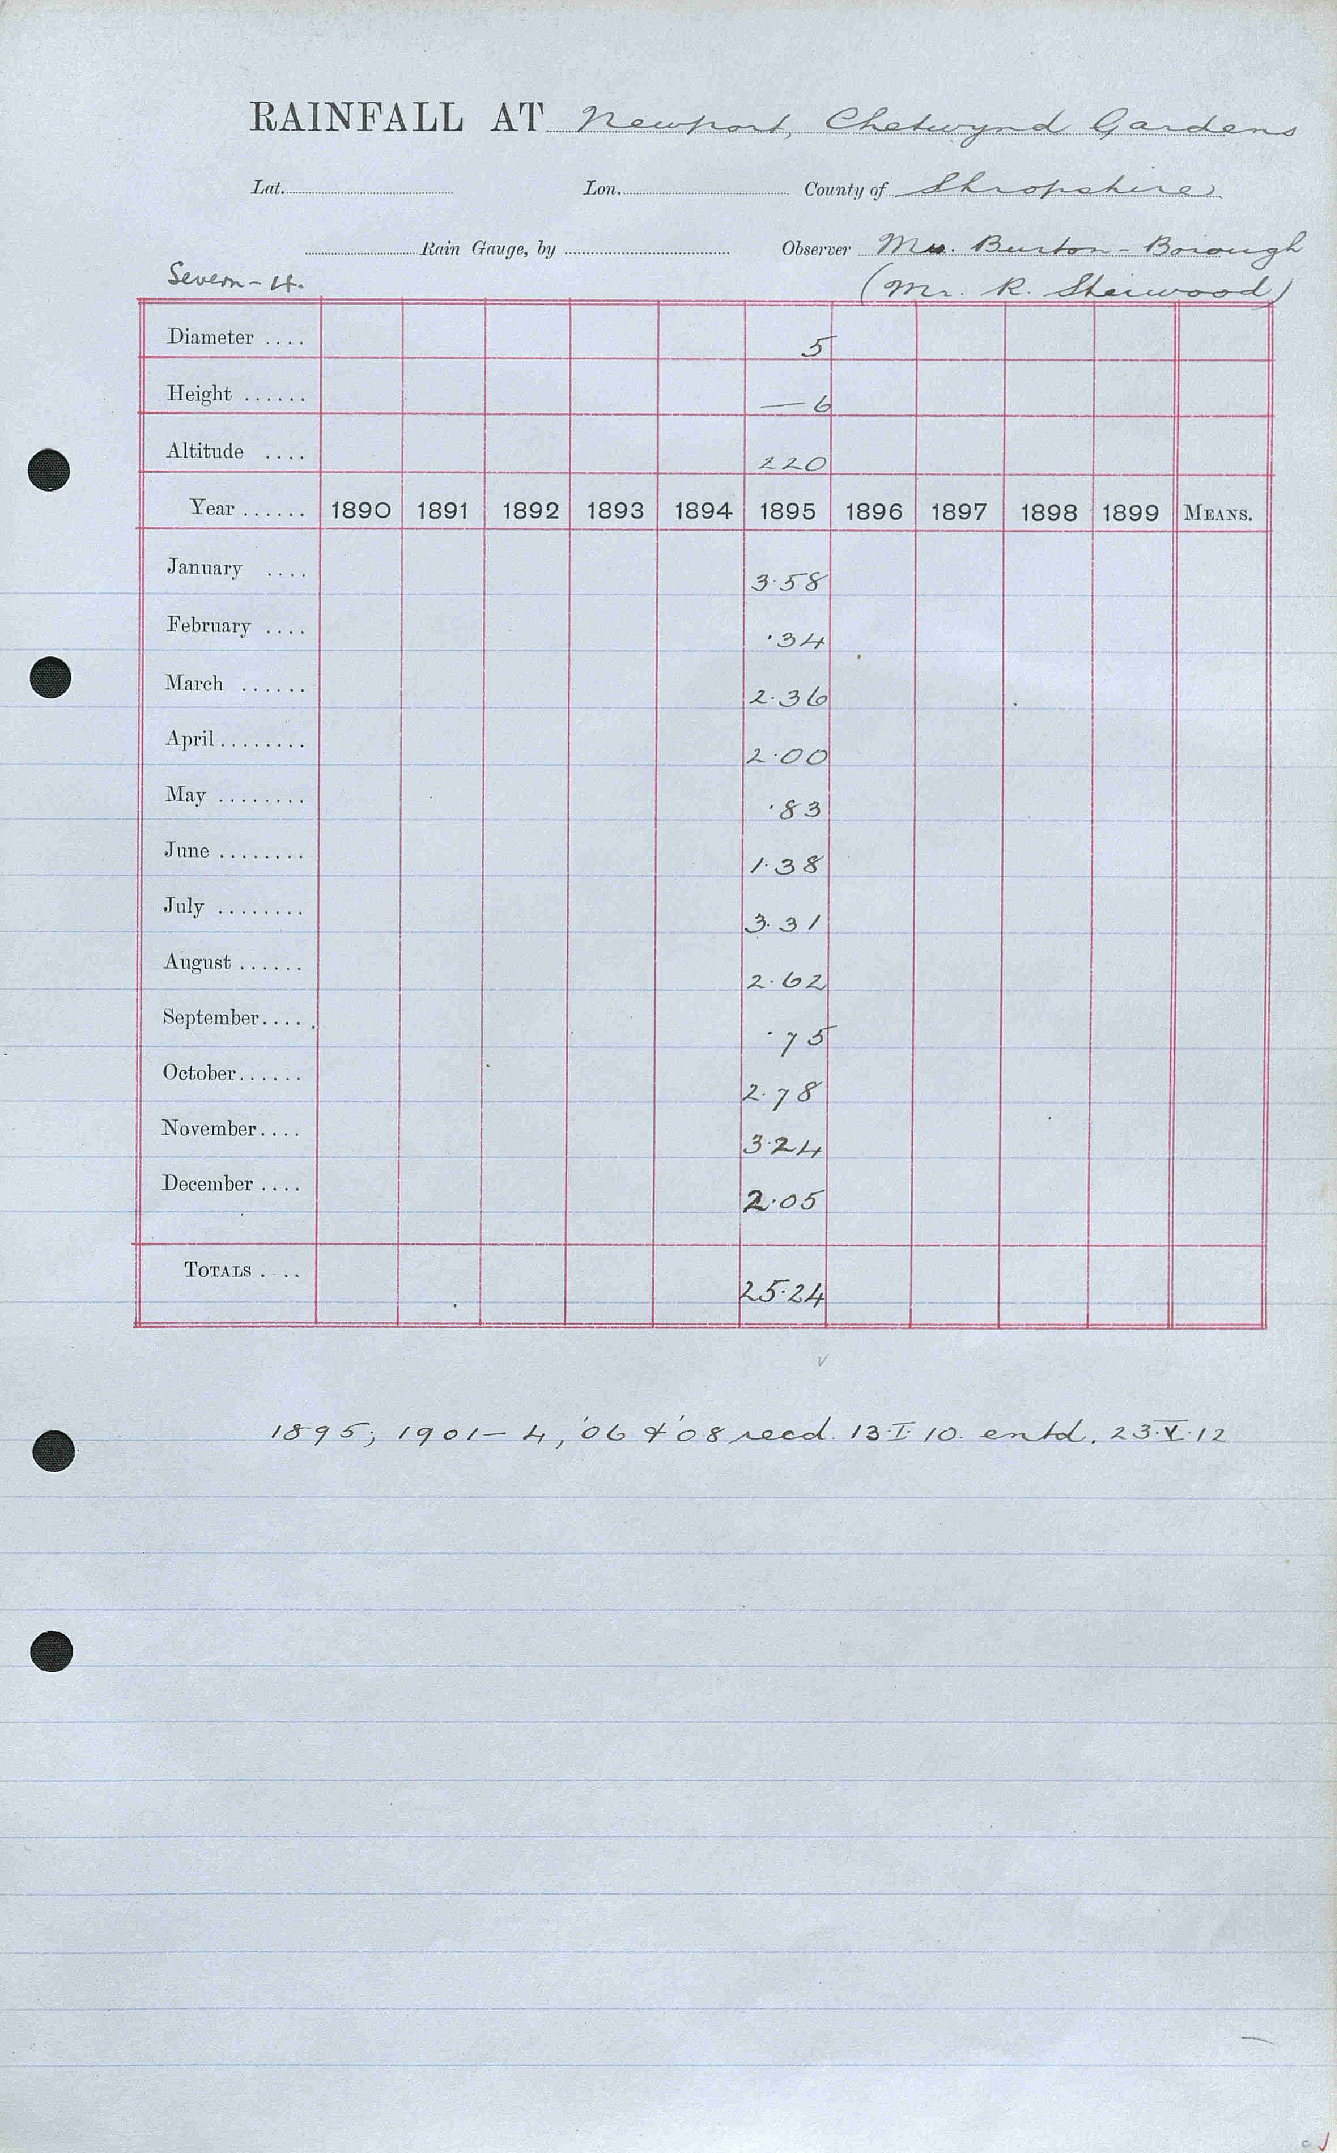 RAINFALL AT Newport, Chetwynd Gardens
Lat. Lon. County of Shropshire
Rain Gauge, by Observer Mrs. Burton-Borough
Severn-4. (Mr. R. Sherwood)
Diameter .... 5
Height ...... — 6
Altitude .... 220
Year ...... 1890 1891 1892 1893 1894 1895 1896 1897 1898 1899 MEANS.
January .... 3.58
February .... .34
March ...... 2.36
April ........ 2.00
May ........ .83
June ........ 1.38
July ........ 3.31
August ...... 2.62
September.... .75
October...... 2.78
November.... 3.24
December .... 2.05
TOTALS .... 25.24
1895; 1901-4, '06 & '08 recd. 13.I.10. entd. 23.V.12